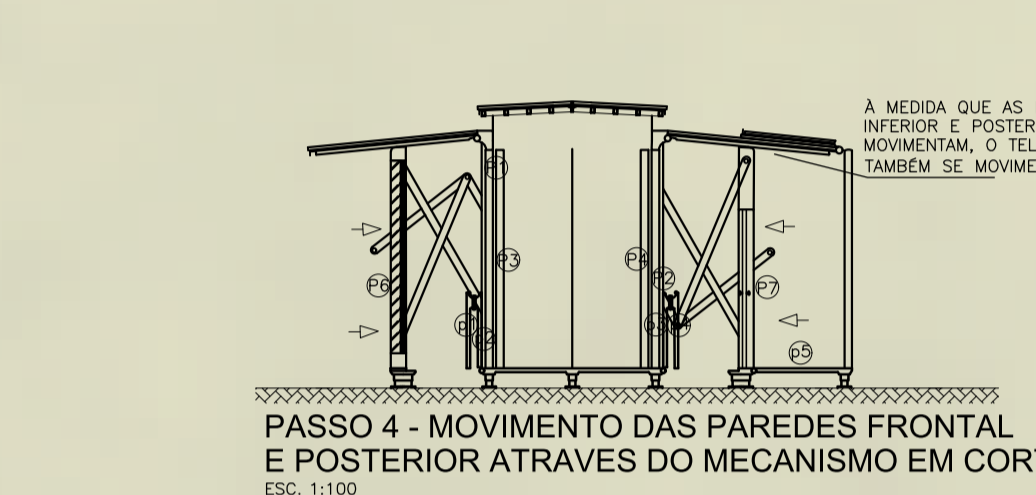 À MEDIDA QUE AS
INFERIOR E POSTER
MOVIMENTAM, O TEL
TAMBÉM SE MOVIME
P1
P3
P4
P2
P6
P7
p1
p2
p3
p4
p5
PASSO 4 - MOVIMENTO DAS PAREDES FRONTAL
E POSTERIOR ATRAVES DO MECANISMO EM COR
ESC. 1:100